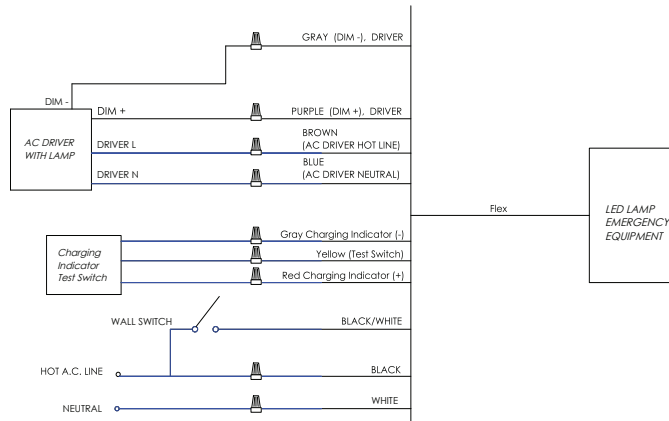 GRAY (DIM -), DRIVER
DIM -
DIM +
PURPLE (DIM +), DRIVER
AC DRIVER
WITH LAMP
DRIVER L
BROWN
(AC DRIVER HOT LINE)
DRIVER N
BLUE
(AC DRIVER NEUTRAL)
Flex
LED LAMP
EMERGENCY
EQUIPMENT
Gray Charging Indicator (-)
Charging
Indicator
Test Switch
Yellow (Test Switch)
Red Charging Indicator (+)
WALL SWITCH
BLACK/WHITE
HOT A.C. LINE
BLACK
NEUTRAL
WHITE